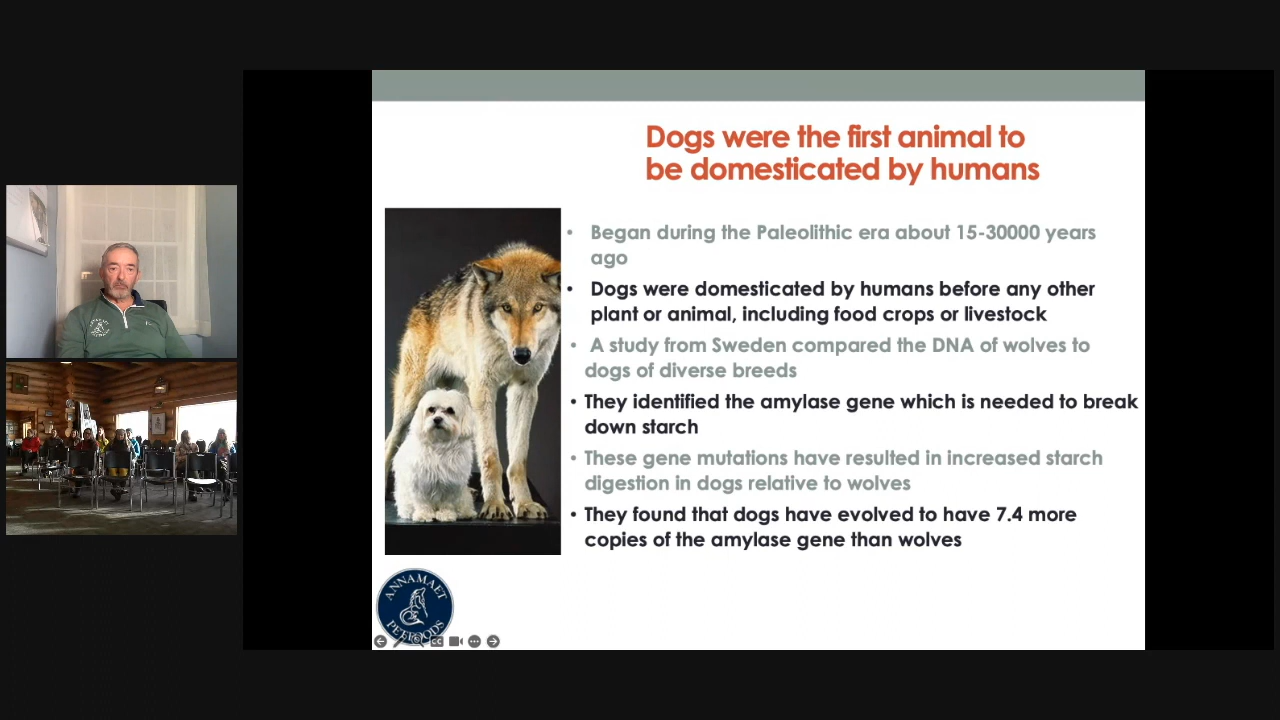 Dogs were the first animal to
be domesticated by humans
• Began during the Paleolithic era about 15-30000 years
ago
• Dogs were domesticated by humans before any other
plant or animal, including food crops or livestock
• A study from Sweden compared the DNA of wolves to
dogs of diverse breeds
• They identified the amylase gene which is needed to break
down starch
• These gene mutations have resulted in increased starch
digestion in dogs relative to wolves
• They found that dogs have evolved to have 7.4 more
copies of the amylase gene than wolves
ANNAMAET
PETFOODS
CC